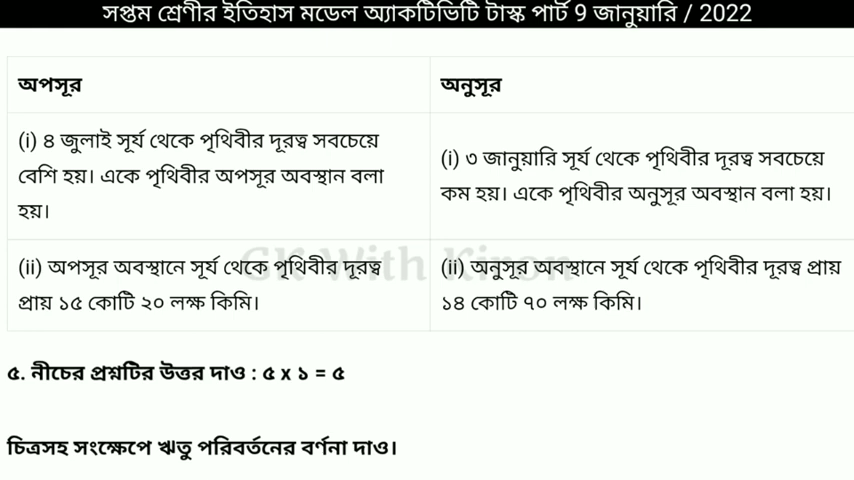 সপ্তম শ্রেণীর ইতিহাস মডেল অ্যাকটিভিটি টাস্ক পার্ট 9 জানুয়ারি / 2022
অপসূর
অনুসূর
(i) ৪ জুলাই সূর্য থেকে পৃথিবীর দূরত্ব সবচেয়ে
বেশি হয়। একে পৃথিবীর অপসূর অবস্থান বলা
হয়।
(i) ৩ জানুয়ারি সূর্য থেকে পৃথিবীর দূরত্ব সবচেয়ে
কম হয়। একে পৃথিবীর অনুসূর অবস্থান বলা হয়।
(ii) অপসূর অবস্থানে সূর্য থেকে পৃথিবীর দূরত্ব
প্রায় ১৫ কোটি ২০ লক্ষ কিমি।
(ii) অনুসূর অবস্থানে সূর্য থেকে পৃথিবীর দূরত্ব প্রায়
১৪ কোটি ৭০ লক্ষ কিমি।
GK With Kiron
৫. নীচের প্রশ্নটির উত্তর দাও : ৫ x ১ = ৫
চিত্রসহ সংক্ষেপে ঋতু পরিবর্তনের বর্ণনা দাও।